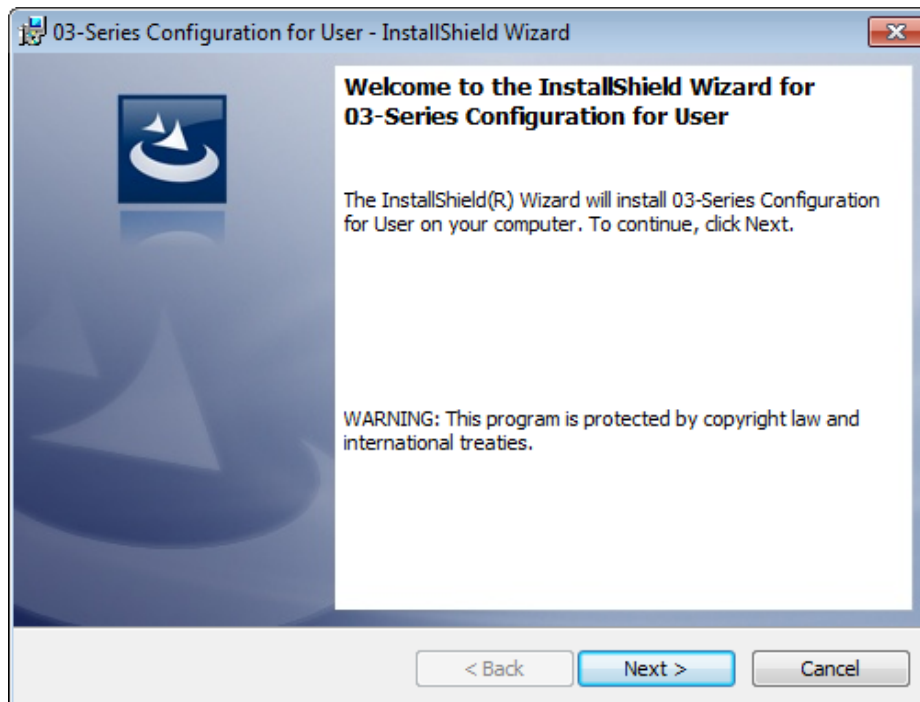 03-Series Configuration for User - InstallShield Wizard
Welcome to the InstallShield Wizard for
03-Series Configuration for User
The InstallShield(R) Wizard will install 03-Series Configuration
for User on your computer. To continue, click Next.
WARNING: This program is protected by copyright law and
international treaties.
< Back
Next >
Cancel